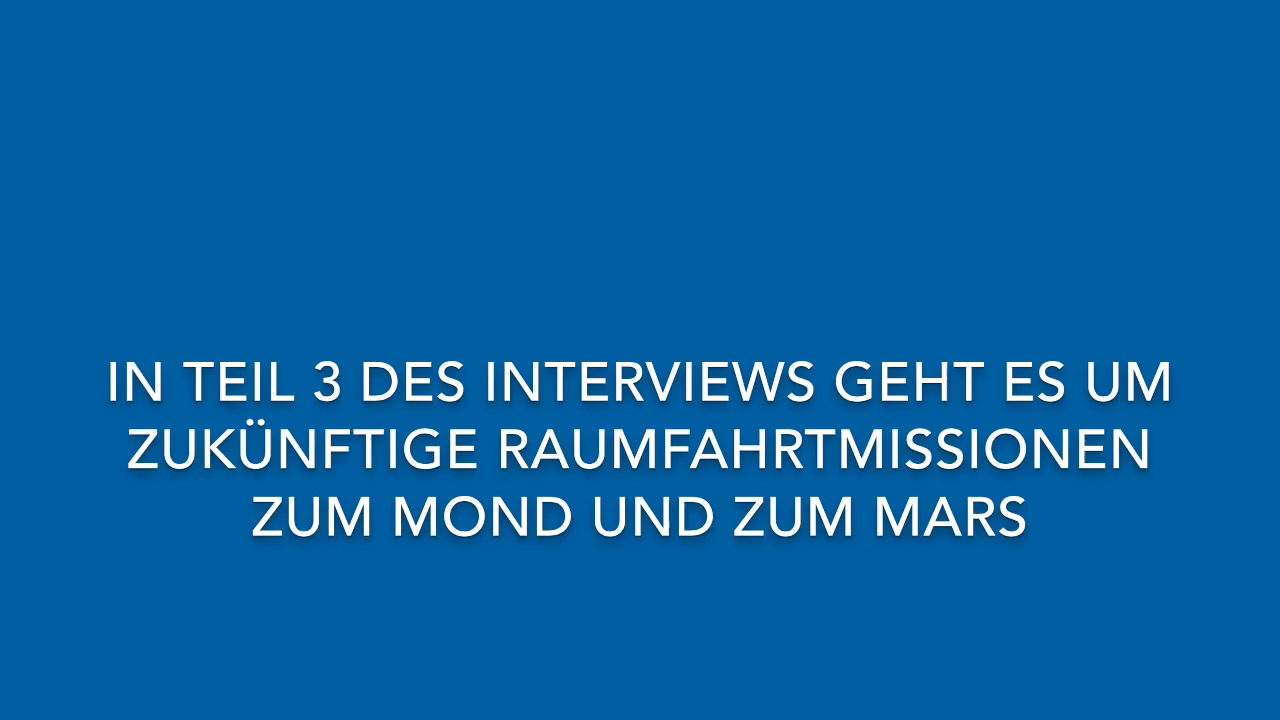 IN TEIL 3 DES INTERVIEWS GEHT ES UM
ZUKÜNFTIGE RAUMFAHRTMISSIONEN
ZUM MOND UND ZUM MARS